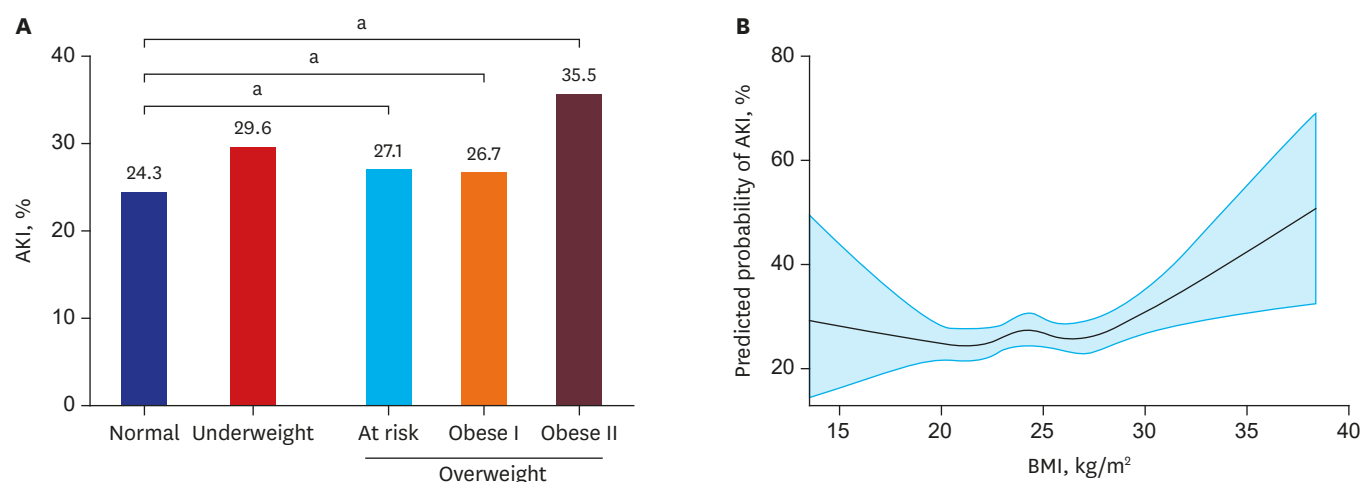 A
a
a
a
40
30
20
10
0
AKI, %
24.3
29.6
27.1
26.7
35.5
Normal
Underweight
At risk
Obese I
Obese II
Overweight
B
80
60
40
20
Predicted probability of AKI, %
15
20
25
30
35
40
BMI, kg/m²